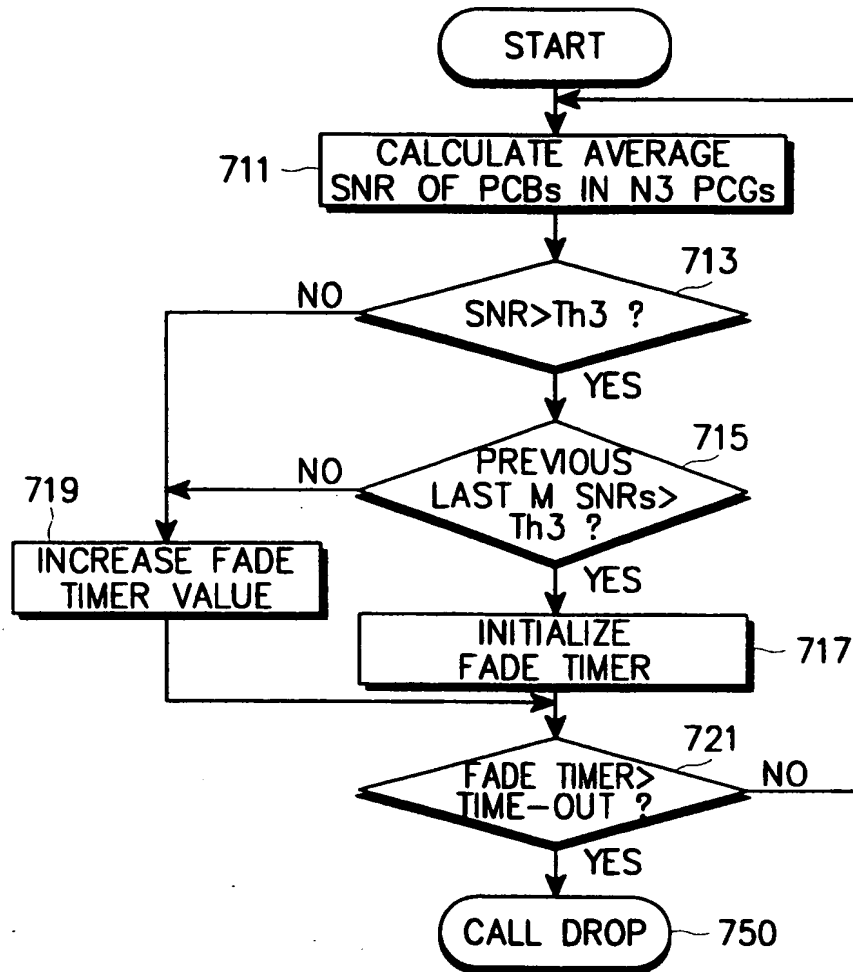 START
711
CALCULATE AVERAGE
SNR OF PCBs IN N3 PCGs
713
NO
SNR>Th3 ?
YES
715
NO
PREVIOUS
LAST M SNRs>
Th3 ?
719
INCREASE FADE
TIMER VALUE
YES
INITIALIZE
FADE TIMER
717
721
FADE TIMER>
TIME-OUT ?
NO
YES
CALL DROP
750